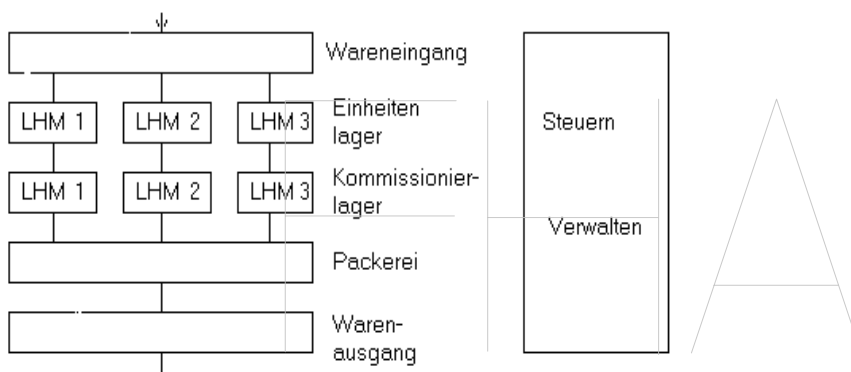 Wareneingang
LHM 1 LHM 2 LHM 3 Einheiten
lager
Steuern
LHM 1 LHM 2 LHM 3 Kommissionier-
lager
Verwalten
Packerei
Waren-
ausgang